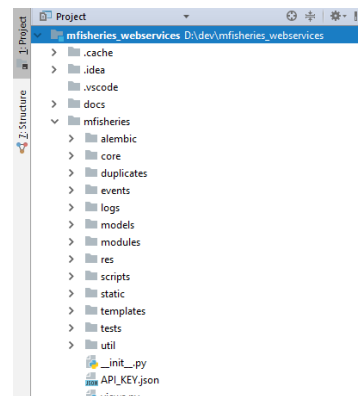 Project
mfisheries_webservices D:\dev\mfisheries_webservices
.cache
.idea
.vscode
docs
mfisheries
alembic
core
duplicates
events
logs
models
modules
res
scripts
static
templates
tests
util
__init__.py
API_KEY.json
1: Project
7: Structure